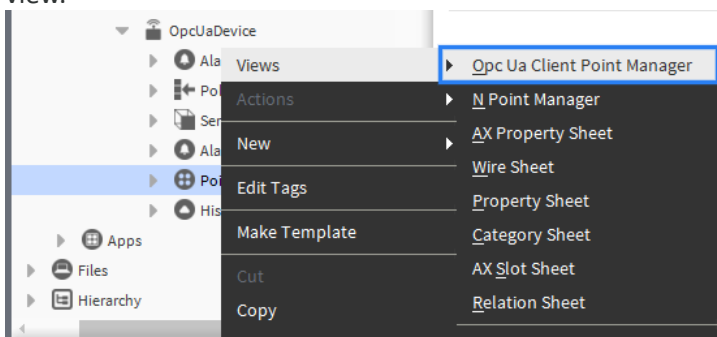 view.
OpcUaDevice
Ala
Pol
Ser
Ala
Poi
His
Apps
Files
Hierarchy
Views
Actions
New
Edit Tags
Make Template
Cut
Copy
Opc Ua Client Point Manager
N Point Manager
AX Property Sheet
Wire Sheet
Property Sheet
Category Sheet
AX Slot Sheet
Relation Sheet